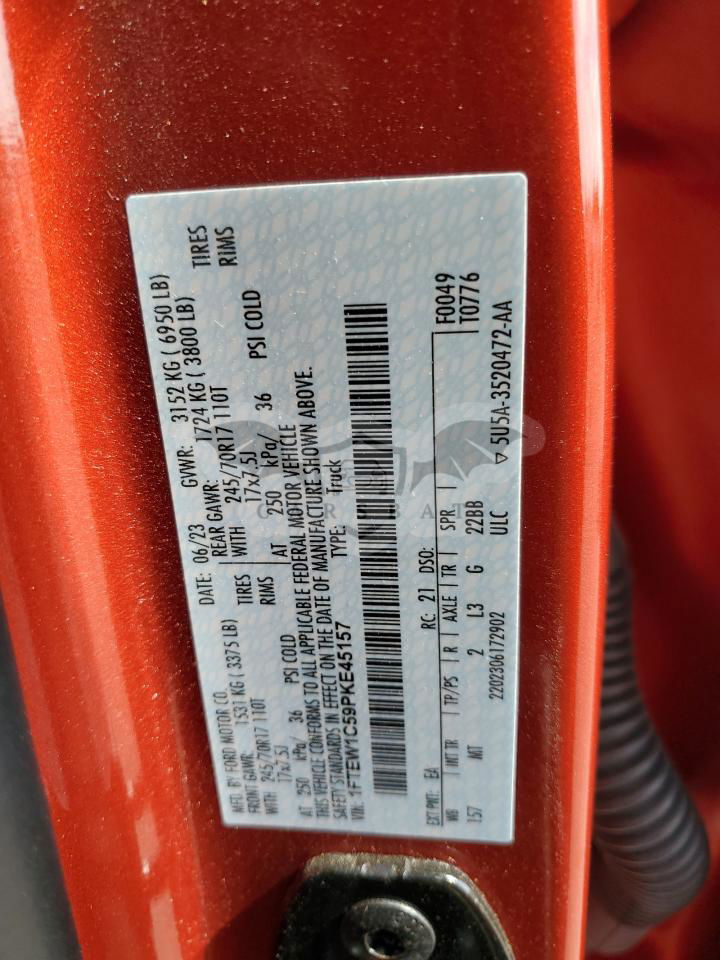 MFD. BY FORD MOTOR CO.
DATE: 06/23 GVWR: 3152 KG ( 6950 LB)
FRONT GAWR: 1531 KG ( 3375 LB) REAR GAWR: 1724 KG ( 3800 LB)
WITH 245/70R17 110T TIRES WITH 245/70R17 110T TIRES
17x7.5J RIMS 17x7.5J RIMS
AT 250 kPa/ 36 PSI COLD AT 250 kPa/ 36 PSI COLD
THIS VEHICLE CONFORMS TO ALL APPLICABLE FEDERAL MOTOR VEHICLE
SAFETY STANDARDS IN EFFECT ON THE DATE OF MANUFACTURE SHOWN ABOVE.
VIN: 1FTEW1C59PKE45157 TYPE: Truck
F0049
T0776
EXT PNT: EA RC: 21 DSO:
WB INT TR TP/PS R AXLE TR SPR
157 MT 2 L3 G 22BB
2202306172902 ULC
5U5A-3520472-AA